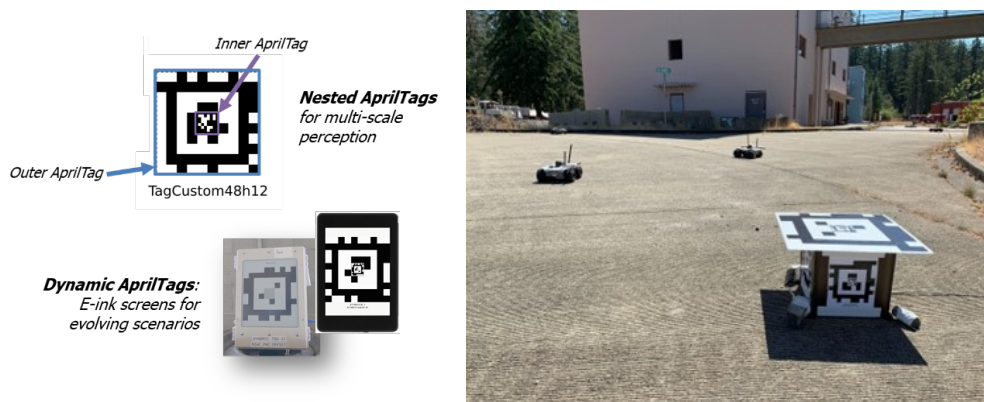 Inner AprilTag
Nested AprilTags
for multi-scale
perception
Outer AprilTag
TagCustom48h12
Dynamic AprilTags:
E-ink screens for
evolving scenarios